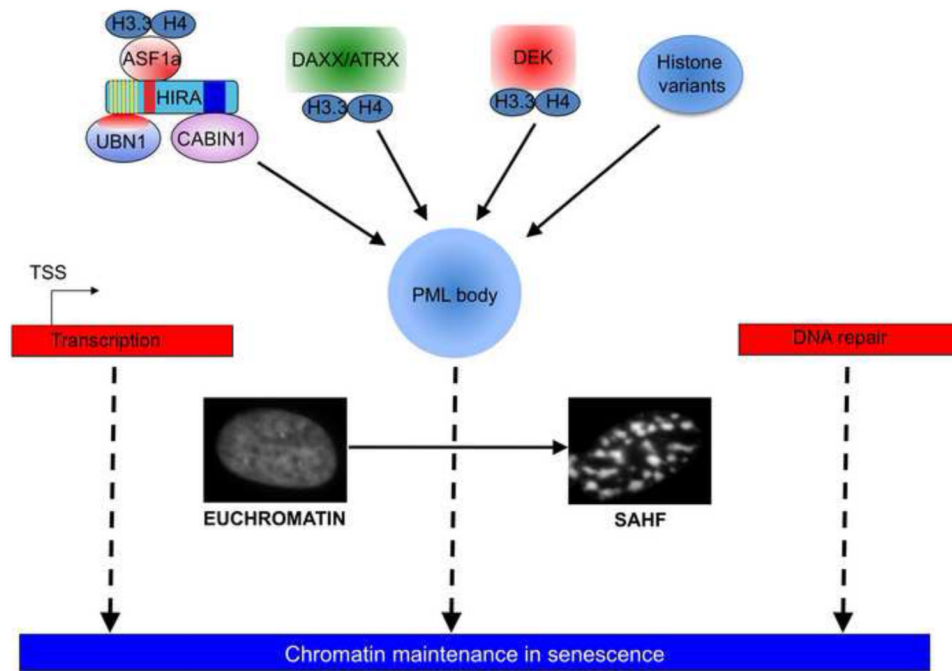 H3.3 H4
ASF1a
HIRA
UBN1
CABIN1
DAXX/ATRX
H3.3 H4
DEK
H3.3 H4
Histone
variants
PML body
TSS
Transcription
DNA repair
EUCHROMATIN
SAHF
Chromatin maintenance in senescence